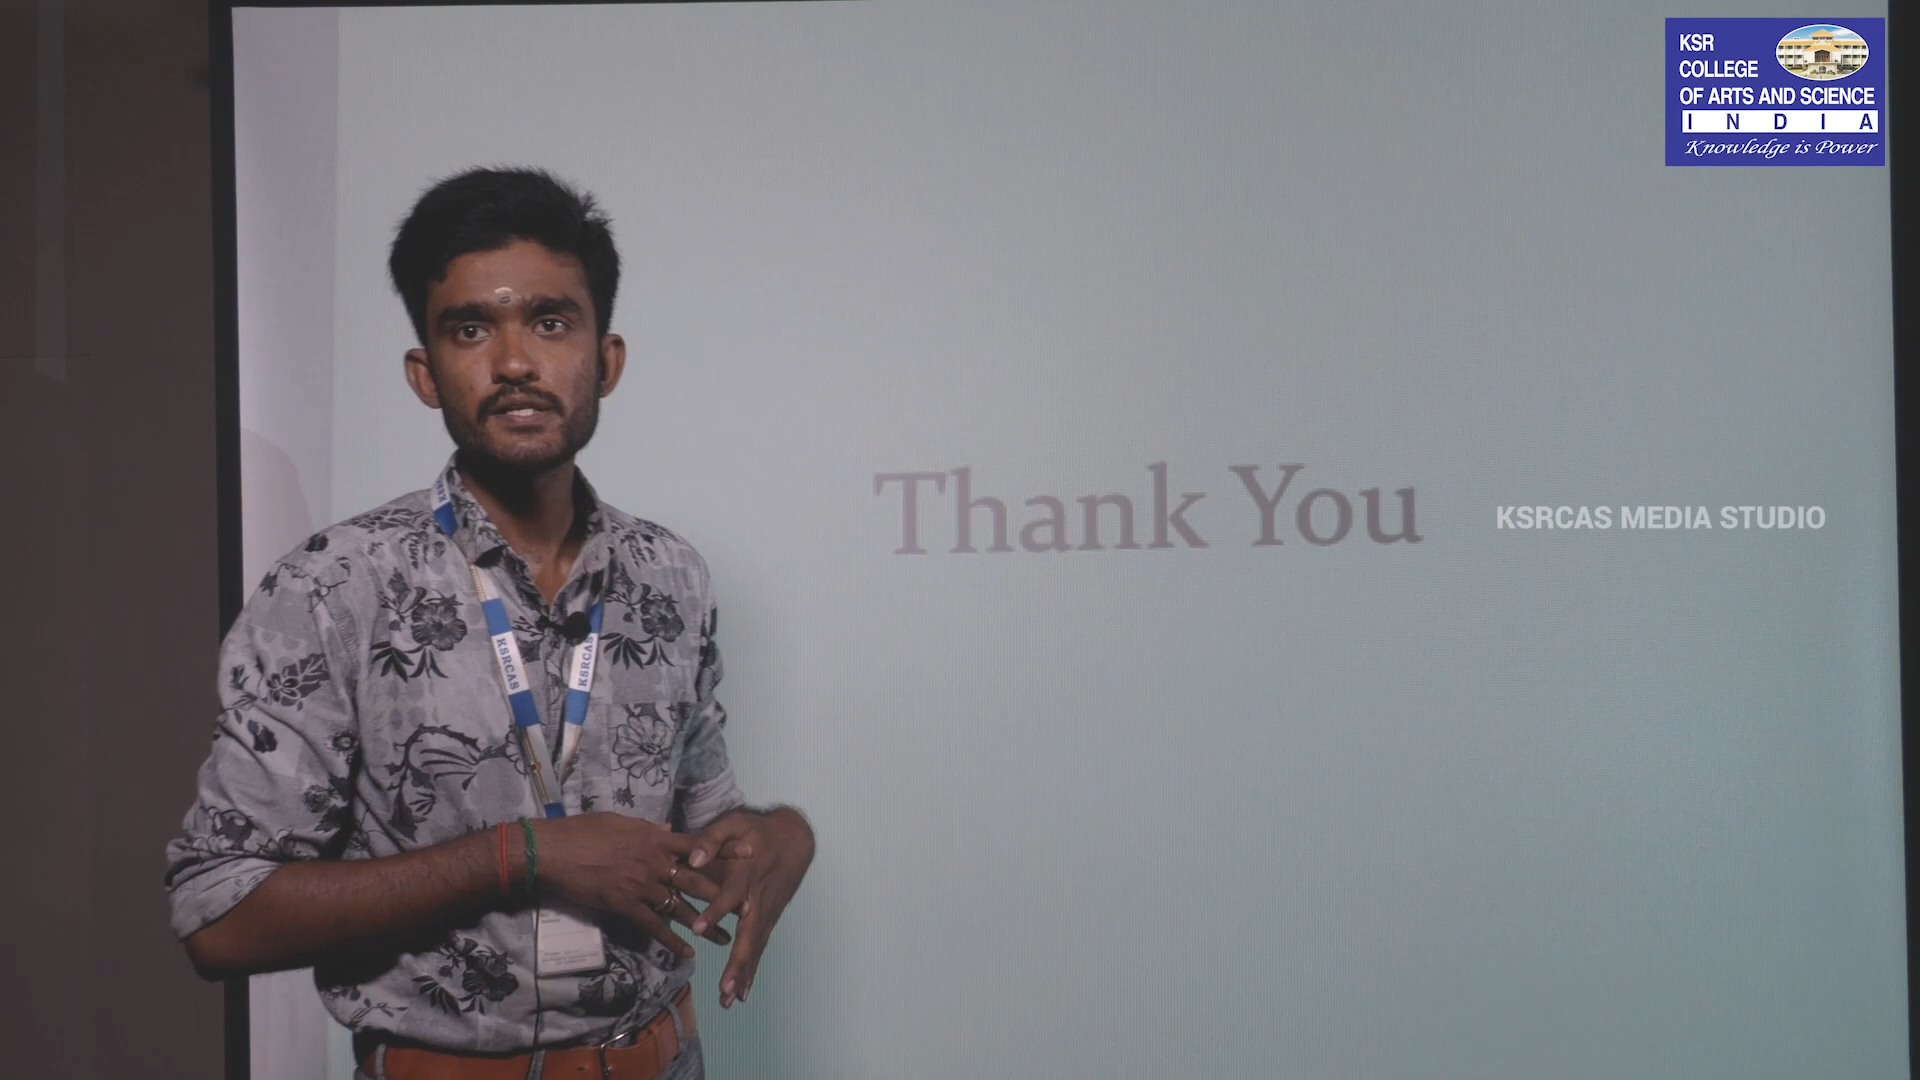 KSR
COLLEGE
OF ARTS AND SCIENCE
INDIA
Knowledge is Power
Thank You
KSRCAS MEDIA STUDIO
KSRCAS
KSRCAS